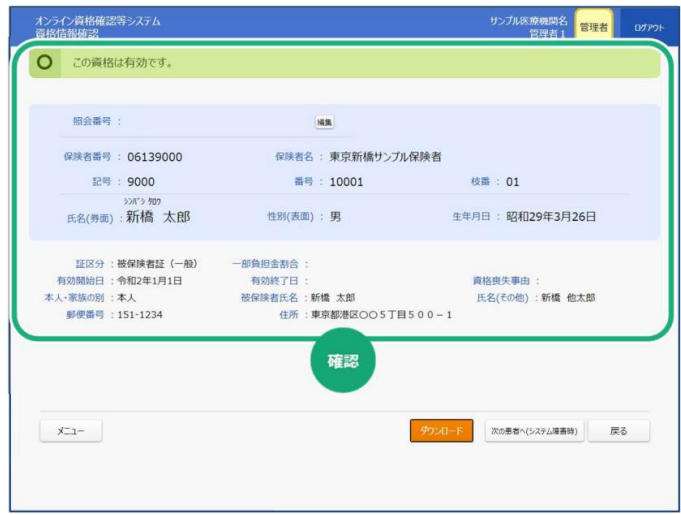 オンライン資格確認等システム
資格情報確認
サンプル医療機関名
管理者1
管理者
ログアウト
この資格は有効です。
照会番号 :
編集
保険者番号 : 06139000 保険者名 : 東京新橋サンプル保険者
記号 : 9000 番号 : 10001 枝番 : 01
シンバシ タロウ
氏名(券面) : 新橋 太郎 性別(表面) : 男 生年月日 : 昭和29年3月26日
証区分 : 被保険者証(一般) 一部負担金割合 :
有効開始日 : 令和2年1月1日 有効終了日 : 資格喪失事由 :
本人・家族の別 : 本人 被保険者氏名 : 新橋 太郎 氏名(その他) : 新橋 他太郎
郵便番号 : 151-1234 住所 : 東京都港区〇〇5丁目500-1
確認
メニュー ダウンロード 次の患者へ(システム障害時) 戻る